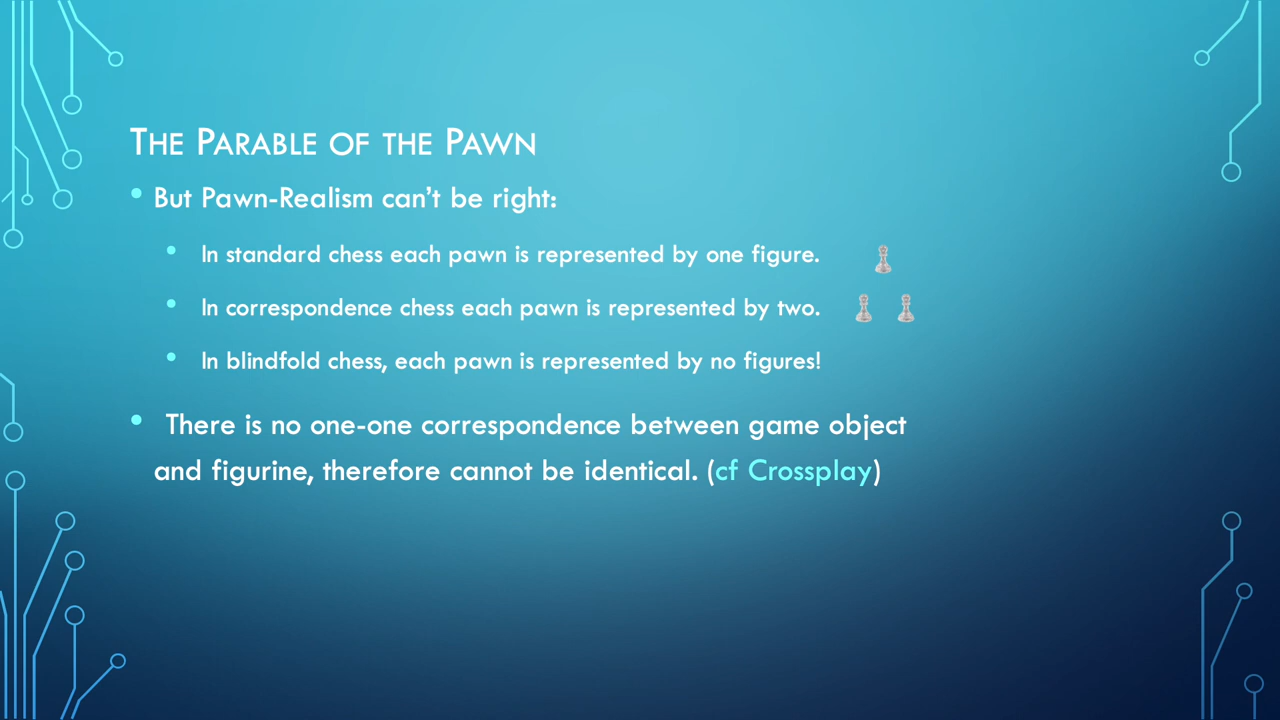 The Parable of the Pawn
But Pawn-Realism can’t be right:
In standard chess each pawn is represented by one figure.
In correspondence chess each pawn is represented by two.
In blindfold chess, each pawn is represented by no figures!
There is no one-one correspondence between game object
and figurine, therefore cannot be identical. (cf Crossplay)